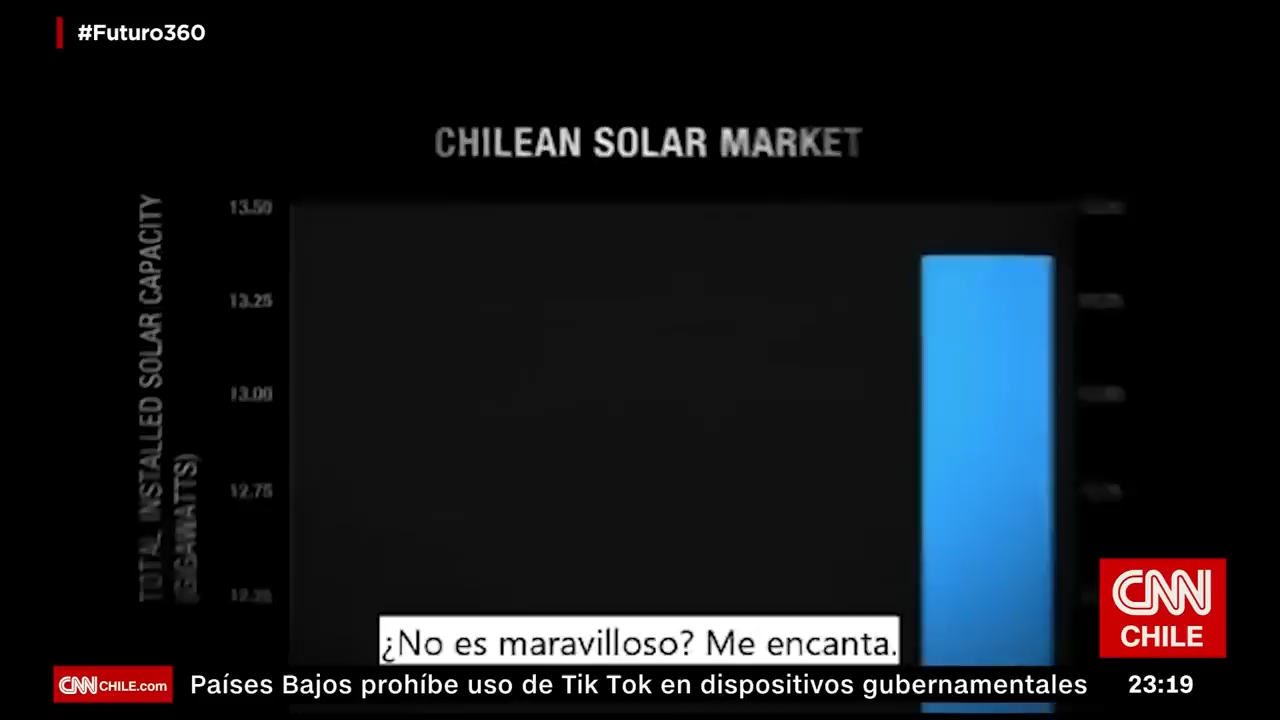 #Futuro360
CHILEAN SOLAR MARKET
TOTAL INSTALLED SOLAR CAPACITY
(GIGAWATTS)
13.50
13.25
13.00
12.75
¿No es maravilloso? Me encanta.
CNN
CHILE
CNNCHILE.com
Países Bajos prohíbe uso de Tik Tok en dispositivos gubernamentales
23:19